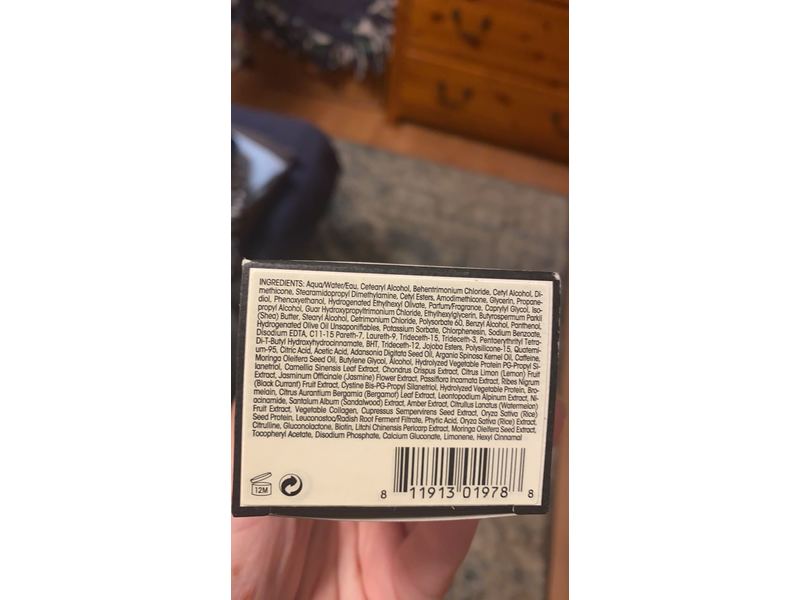 INGREDIENTS: Aqua/Water/Eau, Cetearyl Alcohol, Behentrimonium Chloride, Cetyl Alcohol, Di-
methicone, Stearamidopropyl Dimethylamine, Cetyl Esters, Amodimethicone, Glycerin, Propane-
diol, Phenoxyethanol, Hydrogenated Ethylhexyl Olivate, Parfum/Fragrance, Caprylyl Glycol, Iso-
propyl Alcohol, Guar Hydroxypropyltrimonium Chloride, Ethylhexylglycerin, Butyrospermum Parkii
(Shea) Butter, Stearyl Alcohol, Cetrimonium Chloride, Polysorbate 60, Benzyl Alcohol, Panthenol,
Hydrogenated Olive Oil Unsaponifiables, Potassium Sorbate, Chlorphenesin, Sodium Benzoate,
Disodium EDTA, C11-15 Pareth-7, Laureth-9, Trideceth-15, Trideceth-3, Pentaerythrityl Tetra-
Di-T-Butyl Hydroxyhydrocinnamate, BHT, Trideceth-12, Jojoba Esters, Polysilicone-15, Quaterni-
um-95, Citric Acid, Acetic Acid, Adansonia Digitata Seed Oil, Argania Spinosa Kernel Oil, Caffeine,
Moringa Oleifera Seed Oil, Butylene Glycol, Alcohol, Hydrolyzed Vegetable Protein PG-Propyl Si-
lanetriol, Camellia Sinensis Leaf Extract, Chondrus Crispus Extract, Citrus Limon (Lemon) Fruit
Extract, Jasminum Officinale (Jasmine) Flower Extract, Passiflora Incarnata Extract, Ribes Nigrum
(Black Currant) Fruit Extract, Cystine Bis-PG-Propyl Silanetriol, Hydrolyzed Vegetable Protein, Bro-
melain, Citrus Aurantium Bergamia (Bergamot) Leaf Extract, Leontopodium Alpinum Extract, Ni-
acinamide, Santalum Album (Sandalwood) Extract, Amber Extract, Citrullus Lanatus (Watermelon)
Fruit Extract, Vegetable Collagen, Cupressus Sempervirens Seed Extract, Oryza Sativa (Rice)
Seed Protein, Leuconostoc/Radish Root Ferment Filtrate, Phytic Acid, Oryza Sativa (Rice) Extract,
Citrulline, Gluconolactone, Biotin, Litchi Chinensis Pericarp Extract, Moringa Oleifera Seed Extract,
Tocopheryl Acetate, Disodium Phosphate, Calcium Gluconate, Limonene, Hexyl Cinnamal
12M
8 11913 01978 8